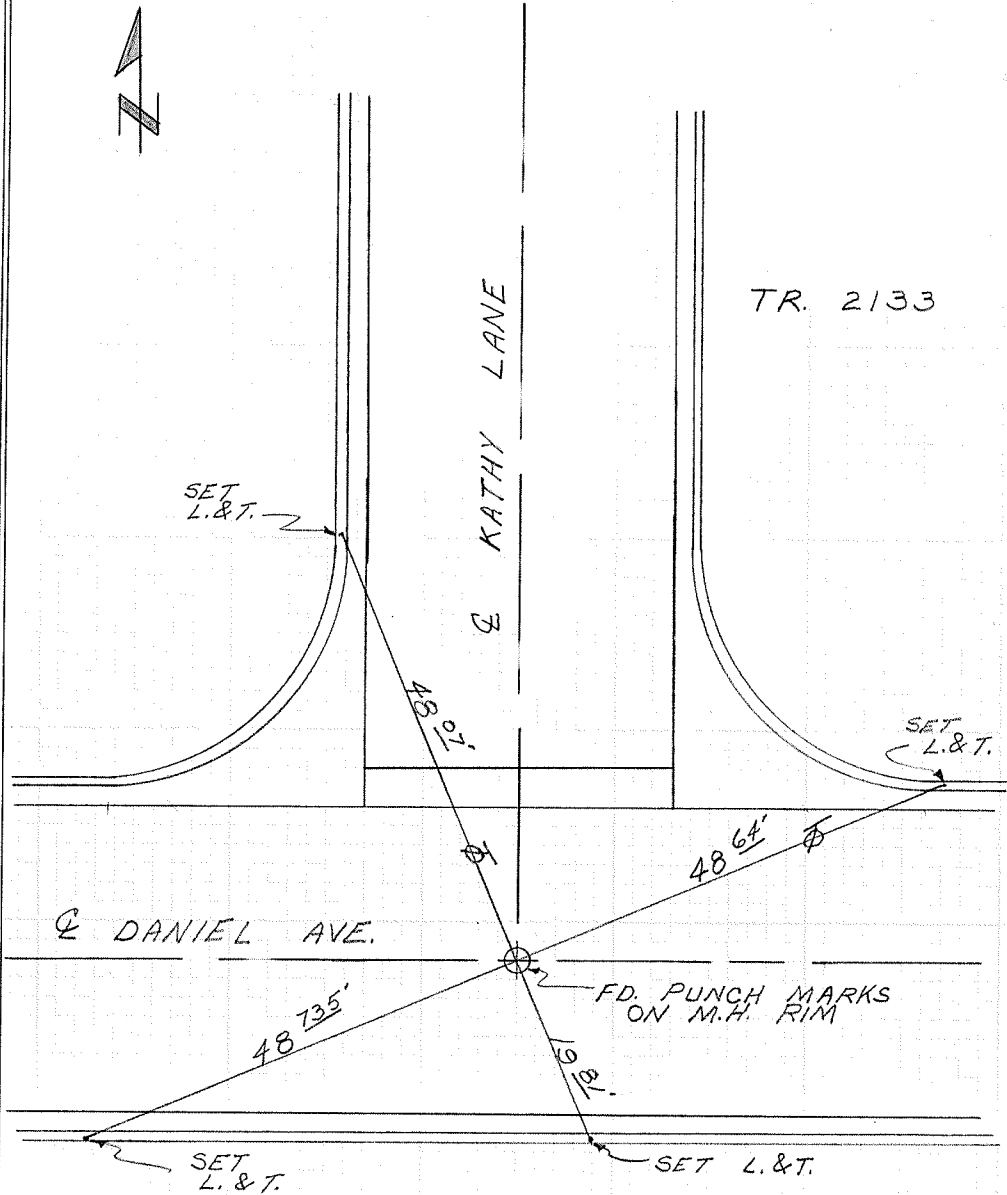 N
TR. 2133
℄ KATHY LANE
SET
L.&T.
48 07'
SET
L.&T.
48 64'
℄ DANIEL AVE.
FD. PUNCH MARKS
ON M.H. RIM
48 735'
19 81'
SET
L.&T.
SET L.&T.